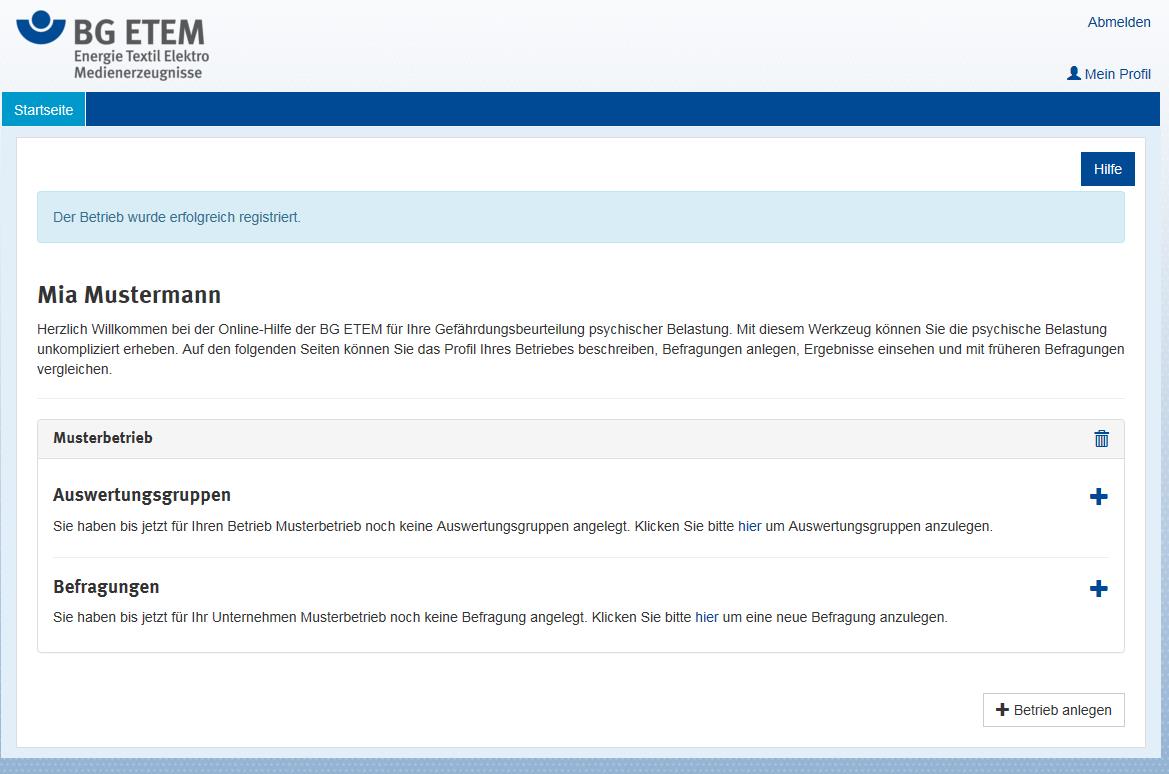 BG ETEM
Energie Textil Elektro
Medienerzeugnisse
Abmelden
Mein Profil
Startseite
Hilfe
Der Betrieb wurde erfolgreich registriert.
Mia Mustermann
Herzlich Willkommen bei der Online-Hilfe der BG ETEM für Ihre Gefährdungsbeurteilung psychischer Belastung. Mit diesem Werkzeug können Sie die psychische Belastung
unkompliziert erheben. Auf den folgenden Seiten können Sie das Profil Ihres Betriebes beschreiben, Befragungen anlegen, Ergebnisse einsehen und mit früheren Befragungen
vergleichen.
Musterbetrieb
Auswertungsgruppen
Sie haben bis jetzt für Ihren Betrieb Musterbetrieb noch keine Auswertungsgruppen angelegt. Klicken Sie bitte hier um Auswertungsgruppen anzulegen.
Befragungen
Sie haben bis jetzt für Ihr Unternehmen Musterbetrieb noch keine Befragung angelegt. Klicken Sie bitte hier um eine neue Befragung anzulegen.
Betrieb anlegen